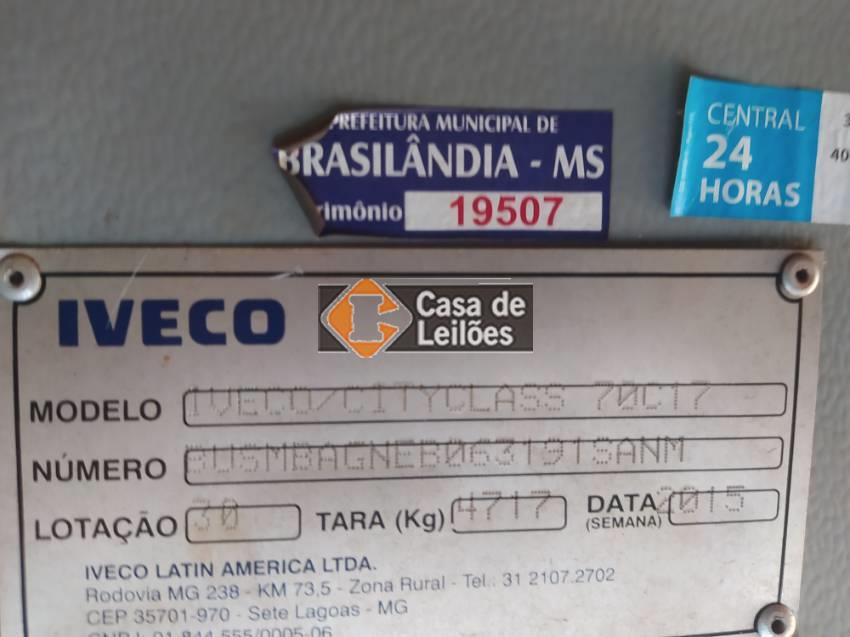 PREFEITURA MUNICIPAL DE
BRASILÂNDIA - MS
rimônio 19507
CENTRAL
24
HORAS
40
IVECO
Casa de
Leilões
MODELO IVECO/CITYCLASS 70C17
NÚMERO BUSMBAGNEB063191SANM
LOTAÇÃO 30 TARA (Kg) 4717 DATA 2015
(SEMANA)
IVECO LATIN AMERICA LTDA.
Rodovia MG 238 - KM 73,5 - Zona Rural - Tel.: 31 2107.2702
CEP 35701-970 - Sete Lagoas - MG